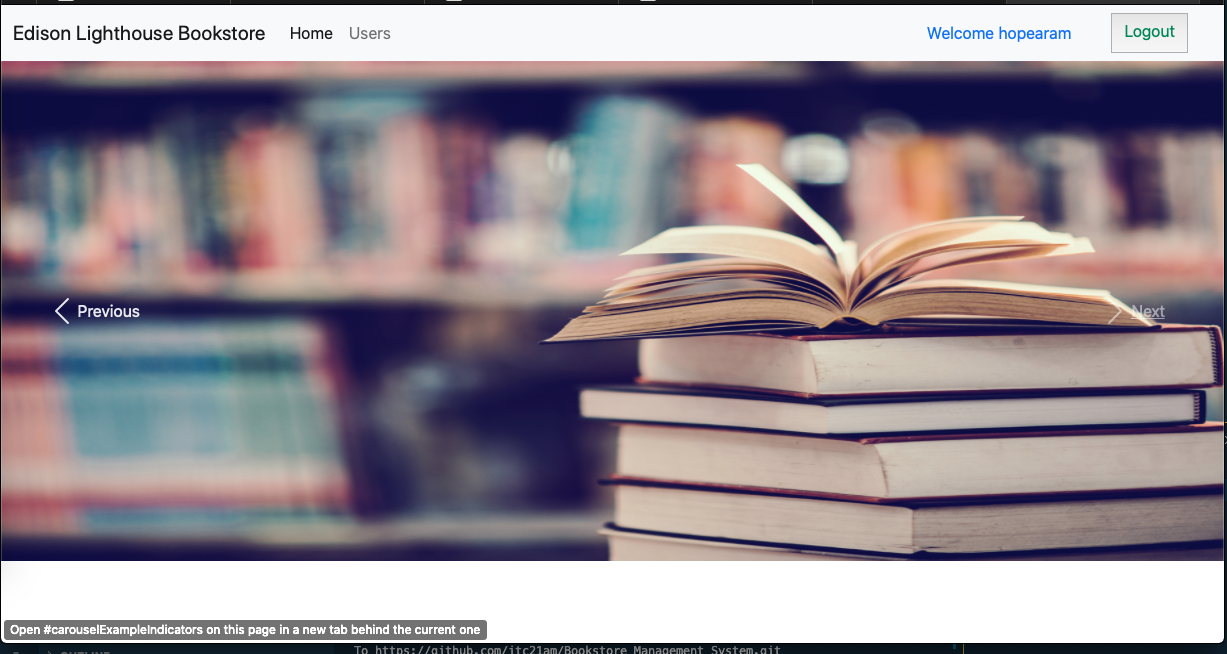 Edison Lighthouse Bookstore Home Users Welcome hopearam Logout
Previous Next
Open #carouselExampleIndicators on this page in a new tab behind the current one
To https://github.com/itc21am/Bookstore_Management_System.git